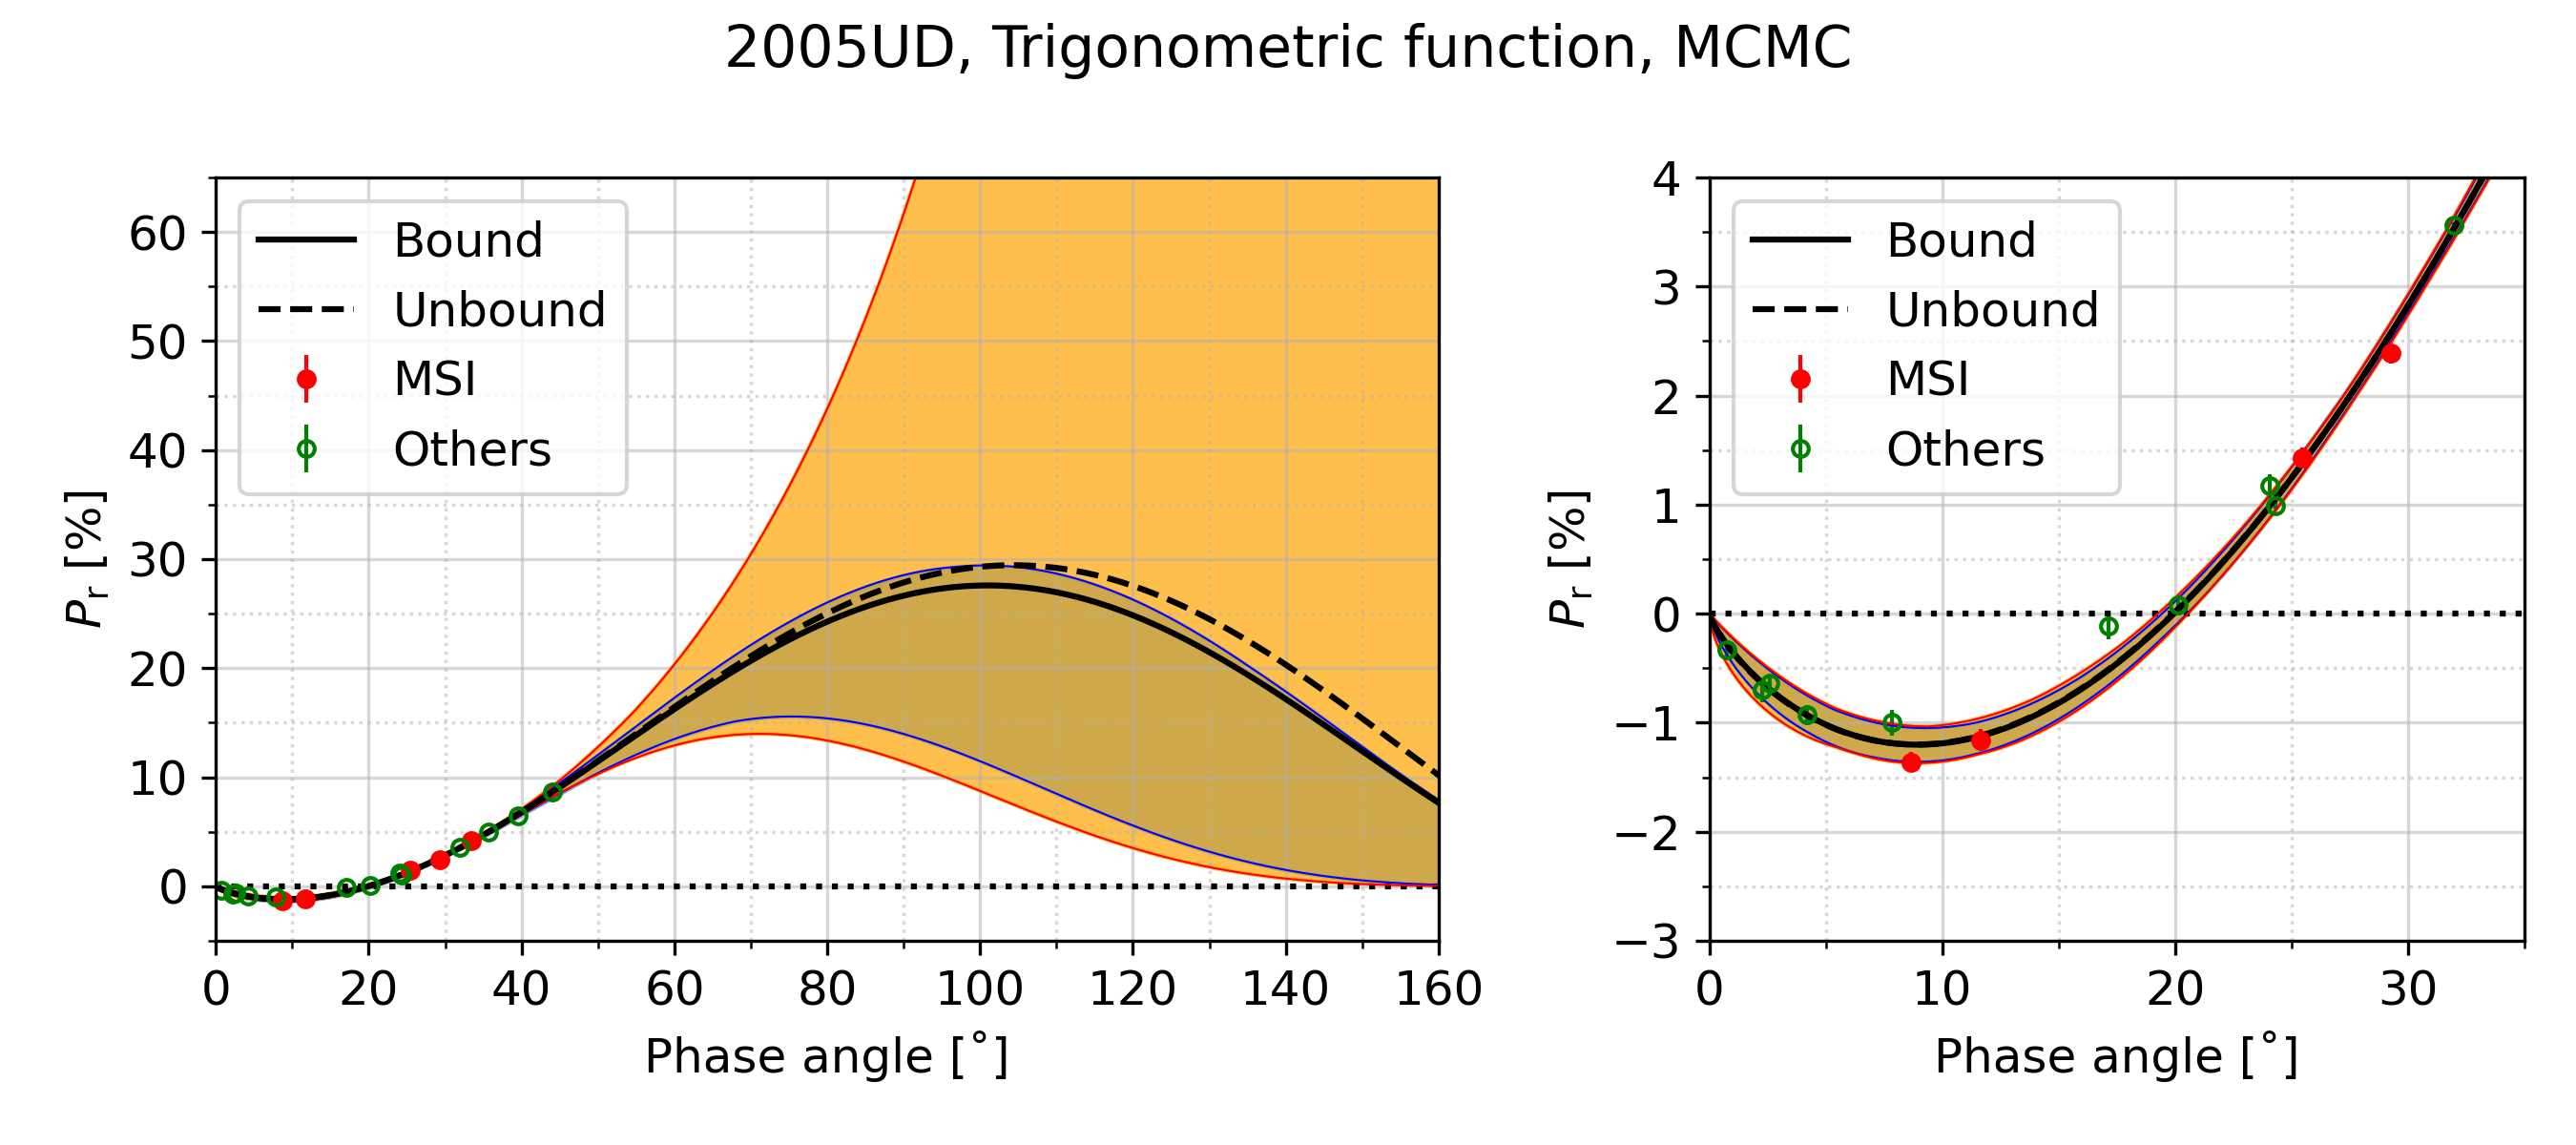 2005UD, Trigonometric function, MCMC
Bound
Unbound
MSI
Others
60
50
40
30
20
10
0
Pr [%]
0 20 40 60 80 100 120 140 160
Phase angle [°]
Bound
Unbound
MSI
Others
4
3
2
1
0
−1
−2
−3
Pr [%]
0 10 20 30
Phase angle [°]